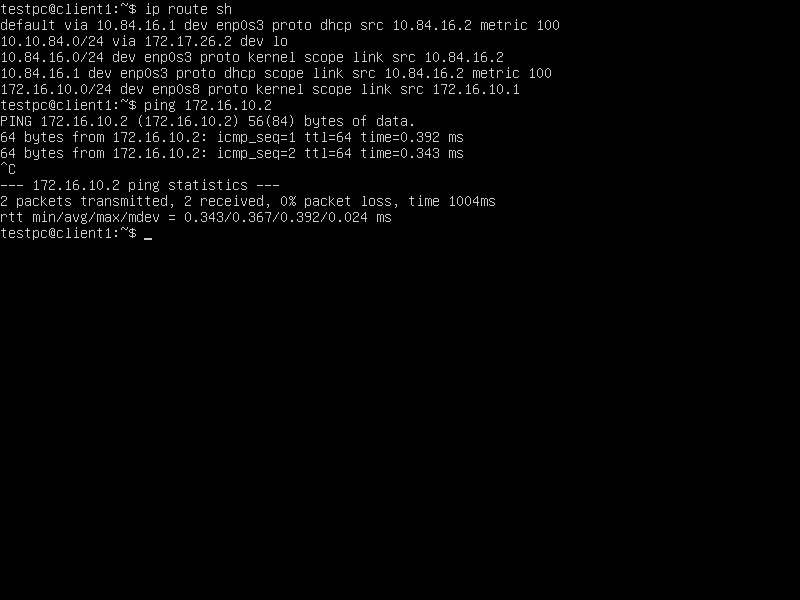 testpc@client1:~$ ip route sh
default via 10.84.16.1 dev enp0s3 proto dhcp src 10.84.16.2 metric 100
10.10.84.0/24 via 172.17.26.2 dev lo
10.84.16.0/24 dev enp0s3 proto kernel scope link src 10.84.16.2
10.84.16.1 dev enp0s3 proto dhcp scope link src 10.84.16.2 metric 100
172.16.10.0/24 dev enp0s8 proto kernel scope link src 172.16.10.1
testpc@client1:~$ ping 172.16.10.2
PING 172.16.10.2 (172.16.10.2) 56(84) bytes of data.
64 bytes from 172.16.10.2: icmp_seq=1 ttl=64 time=0.392 ms
64 bytes from 172.16.10.2: icmp_seq=2 ttl=64 time=0.343 ms
^C
--- 172.16.10.2 ping statistics ---
2 packets transmitted, 2 received, 0% packet loss, time 1004ms
rtt min/avg/max/mdev = 0.343/0.367/0.392/0.024 ms
testpc@client1:~$ _